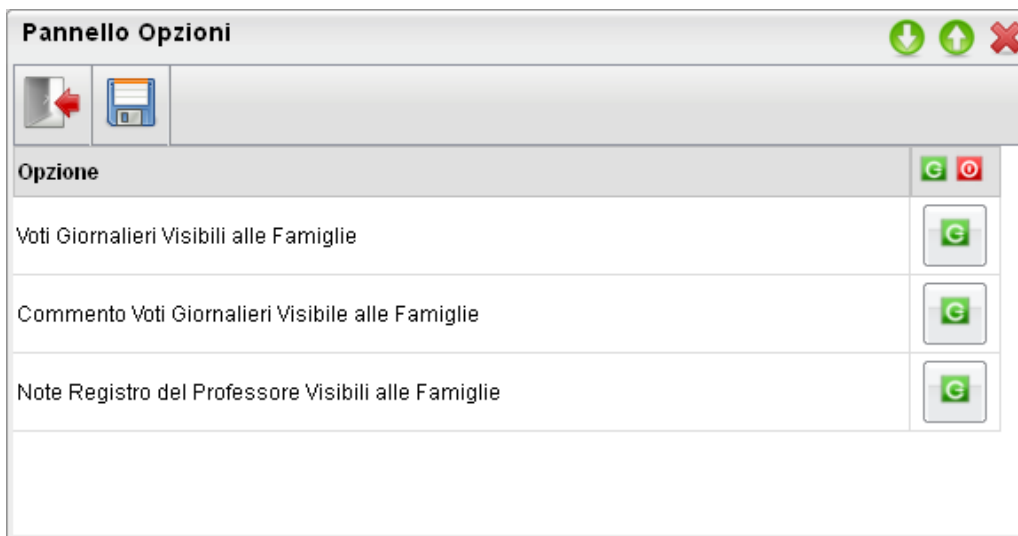 Pannello Opzioni
Opzione
Voti Giornalieri Visibili alle Famiglie
Commento Voti Giornalieri Visibile alle Famiglie
Note Registro del Professore Visibili alle Famiglie